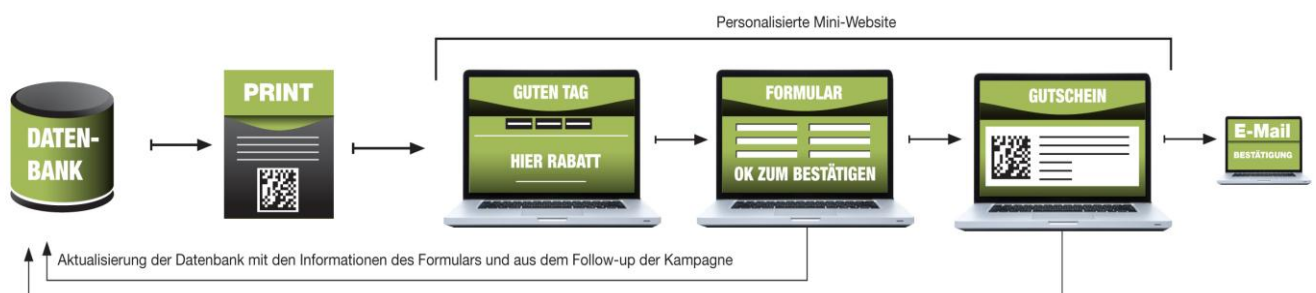 Personalisierte Mini-Website
DATEN-
BANK
PRINT
GUTEN TAG
HIER RABATT
FORMULAR
OK ZUM BESTÄTIGEN
GUTSCHEIN
E-Mail
BESTÄTIGUNG
Aktualisierung der Datenbank mit den Informationen des Formulars und aus dem Follow-up der Kampagne